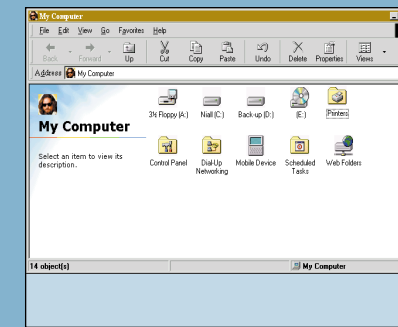 My Computer
File Edit View Go Favorites Help
Back Forward Up Cut Copy Paste Undo Delete Properties Views
Address My Computer
3½ Floppy (A:) Niall (C:) Back-up (D:) (E:) Printers
My Computer
Select an item to view its
description.
Control Panel Dial-Up
Networking Mobile Device Scheduled
Tasks Web Folders
14 object(s) My Computer